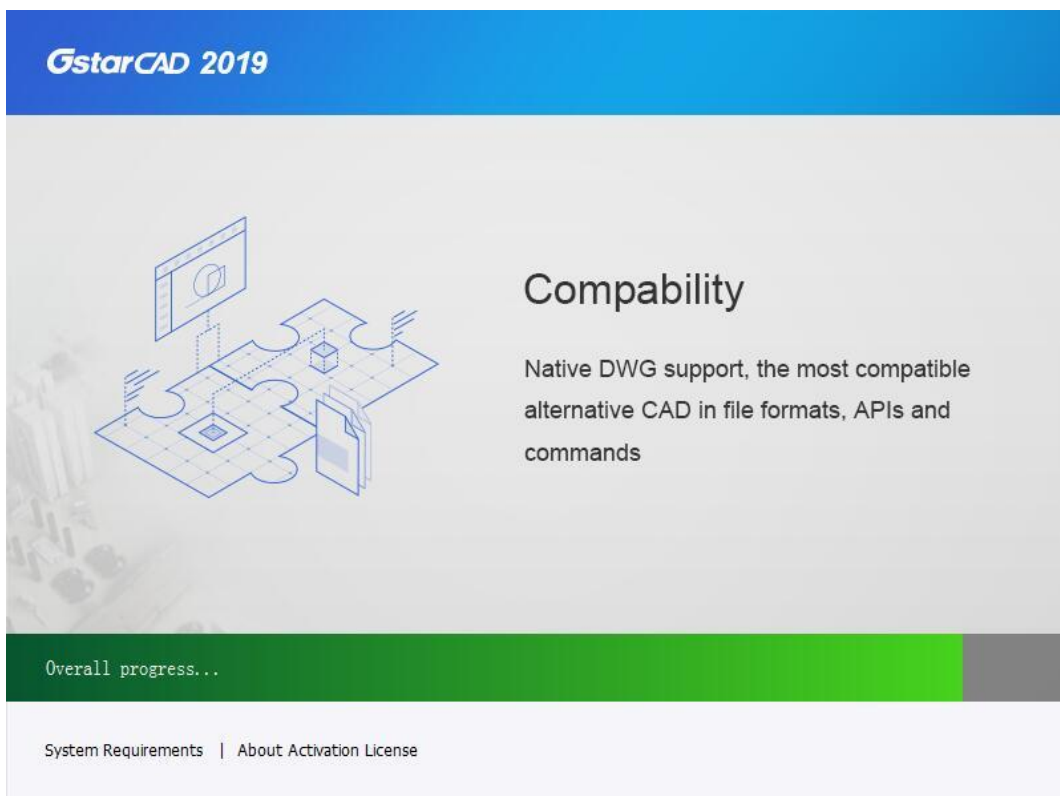 GstarCAD 2019
Compability
Native DWG support, the most compatible
alternative CAD in file formats, APIs and
commands
Overall progress...
System Requirements | About Activation License